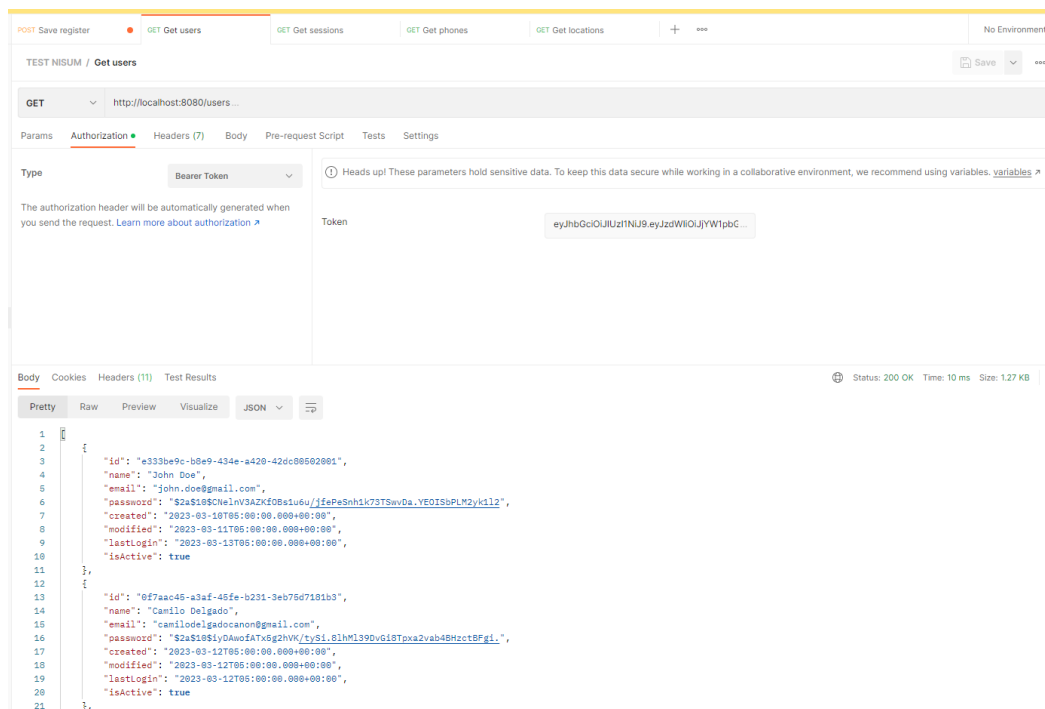 POST Save register GET Get users GET Get sessions GET Get phones GET Get locations + ooo No Environment
TEST NISUM / Get users Save ooo
GET http://localhost:8080/users...
Params Authorization Headers (7) Body Pre-request Script Tests Settings
Type Bearer Token
Heads up! These parameters hold sensitive data. To keep this data secure while working in a collaborative environment, we recommend using variables. variables ↗
The authorization header will be automatically generated when
you send the request. Learn more about authorization ↗
Token eyJhbGciOiJIUzI1NiJ9.eyJzdWIiOiJjYW1pbG...
Body Cookies Headers (11) Test Results Status: 200 OK Time: 10 ms Size: 1.27 KB
Pretty Raw Preview Visualize JSON
1 [
2 {
3 "id": "e333be9c-b8e9-434e-a420-42dc80502001",
4 "name": "John Doe",
5 "email": "john.doe@gmail.com",
6 "password": "$2a$10$CNelnV3AZKfOBs1u6u/jfePeSnh1k73TSwvDa.YEOISbPLM2yk1l2",
7 "created": "2023-03-10T05:00:00.000+00:00",
8 "modified": "2023-03-11T05:00:00.000+00:00",
9 "lastLogin": "2023-03-13T05:00:00.000+00:00",
10 "isActive": true
11 },
12 {
13 "id": "0f7aac45-a3af-45fe-b231-3eb75d7181b3",
14 "name": "Camilo Delgado",
15 "email": "camilodelgadocanon@gmail.com",
16 "password": "$2a$10$iyDAwofATx5g2hVK/tySi.8lhMl39DvGi8Tpxa2vab4BHzctBFgi.",
17 "created": "2023-03-12T05:00:00.000+00:00",
18 "modified": "2023-03-12T05:00:00.000+00:00",
19 "lastLogin": "2023-03-12T05:00:00.000+00:00",
20 "isActive": true
21 },